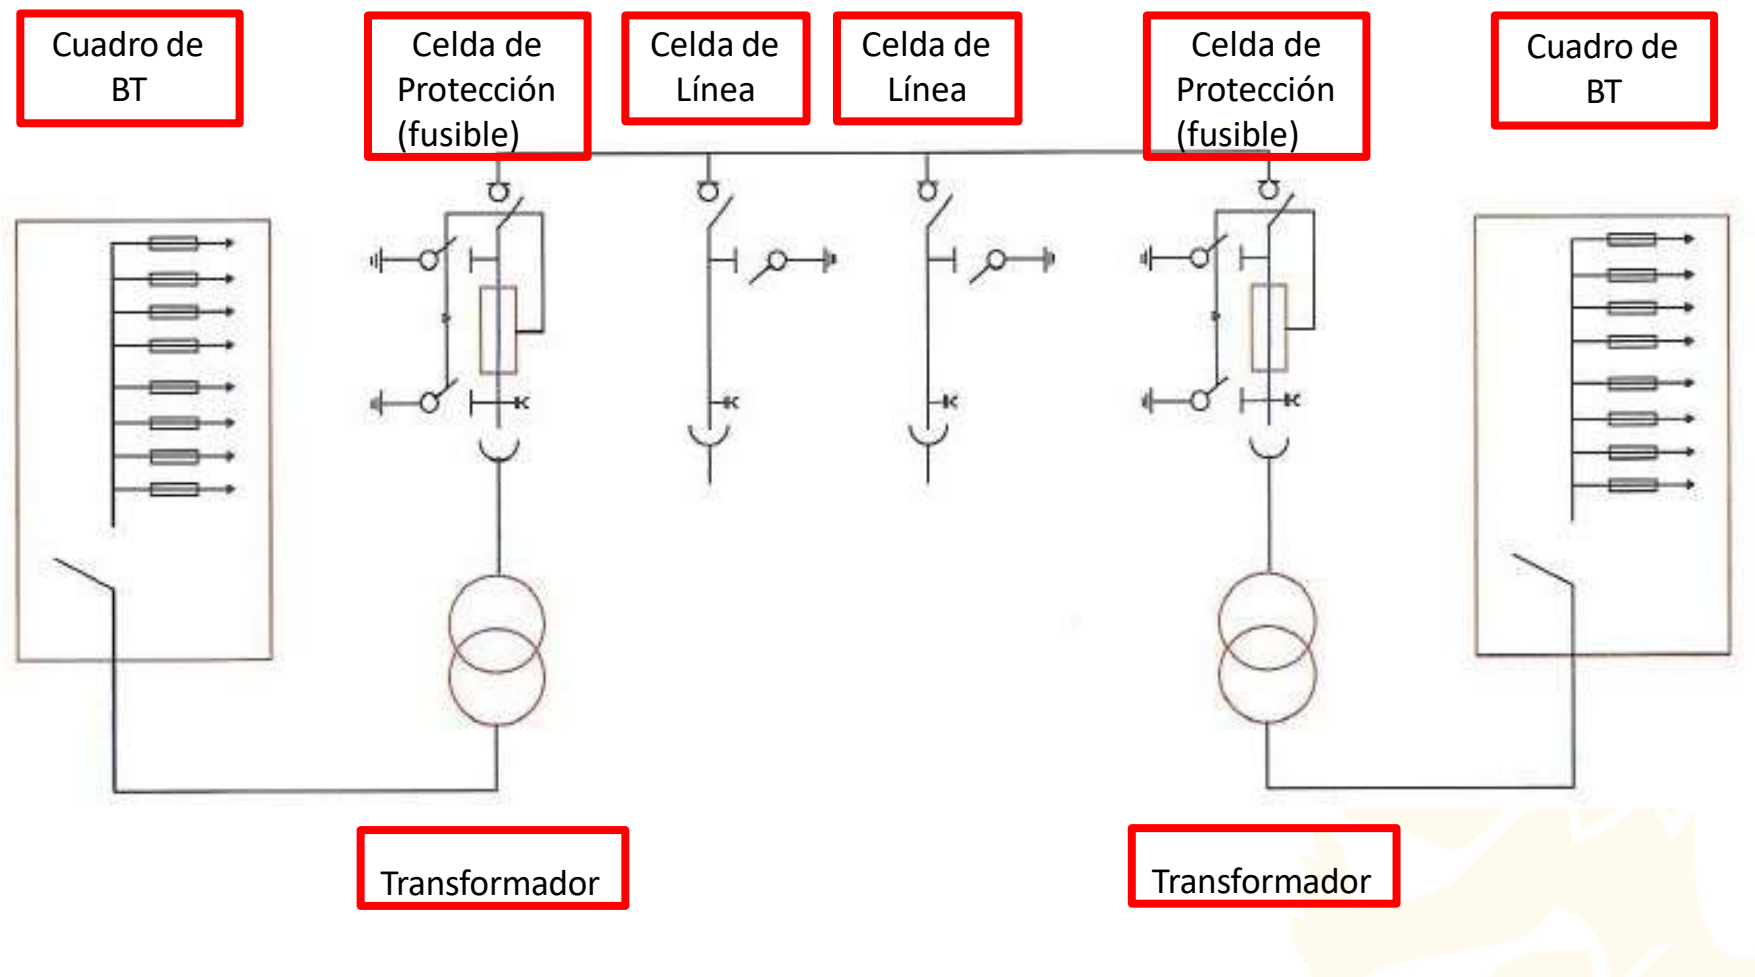 Cuadro de
BT
Celda de
Protección
(fusible)
Celda de
Línea
Celda de
Línea
Celda de
Protección
(fusible)
Cuadro de
BT
Transformador
Transformador